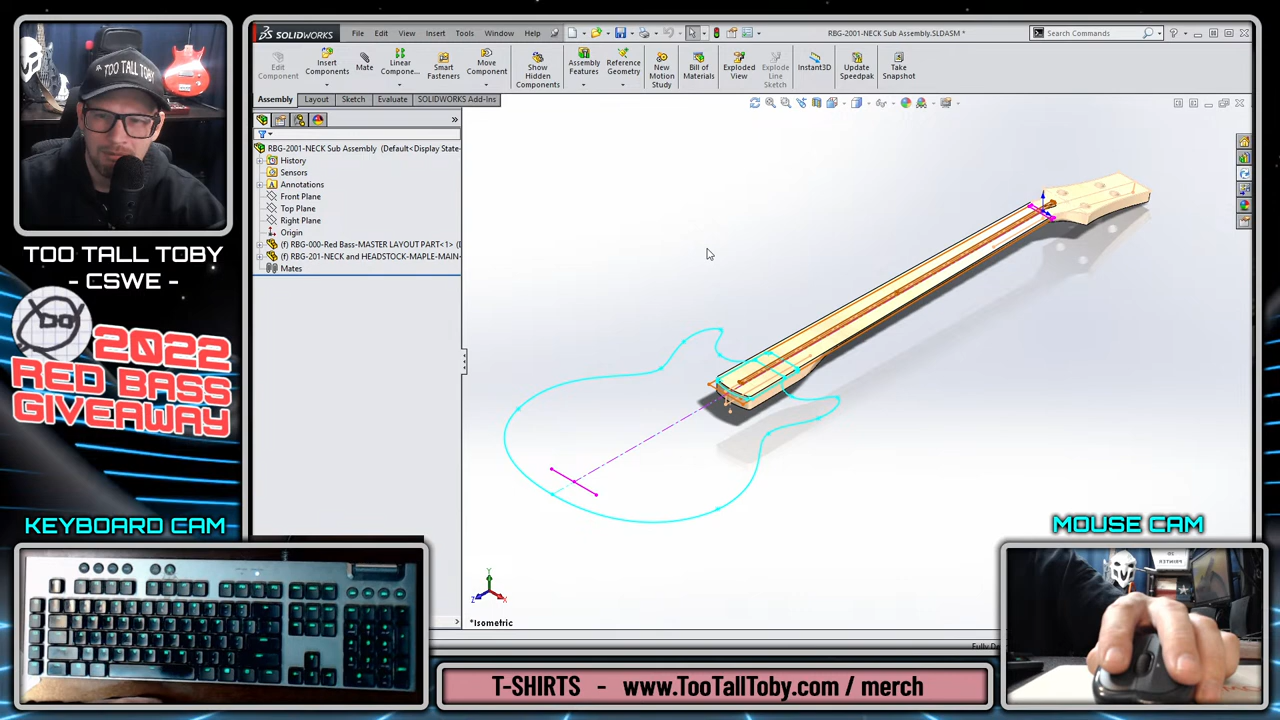 TOO TALL TOBY
TOO TALL TOBY
- CSWE -
2022
RED BASS
GIVEAWAY
KEYBOARD CAM
SOLIDWORKS
File
Edit
View
Insert
Tools
Window
Help
RBG-2001-NECK Sub Assembly.SLDASM *
Search Commands
Edit Component
Insert Components
Mate
Linear Compone...
Smart Fasteners
Move Component
Show Hidden Components
Assembly Features
Reference Geometry
New Motion Study
Bill of Materials
Exploded View
Explode Line Sketch
Instant3D
Update Speedpak
Take Snapshot
Assembly
Layout
Sketch
Evaluate
SOLIDWORKS Add-Ins
RBG-2001-NECK Sub Assembly (Default<Display State-
History
Sensors
Annotations
Front Plane
Top Plane
Right Plane
Origin
(f) RBG-000-Red Bass-MASTER LAYOUT PART<1> (
(f) RBG-201-NECK and HEADSTOCK-MAPLE-MAIN-
Mates
Y
Z
X
*Isometric
MOUSE CAM
T-SHIRTS - www.TooTallToby.com / merch